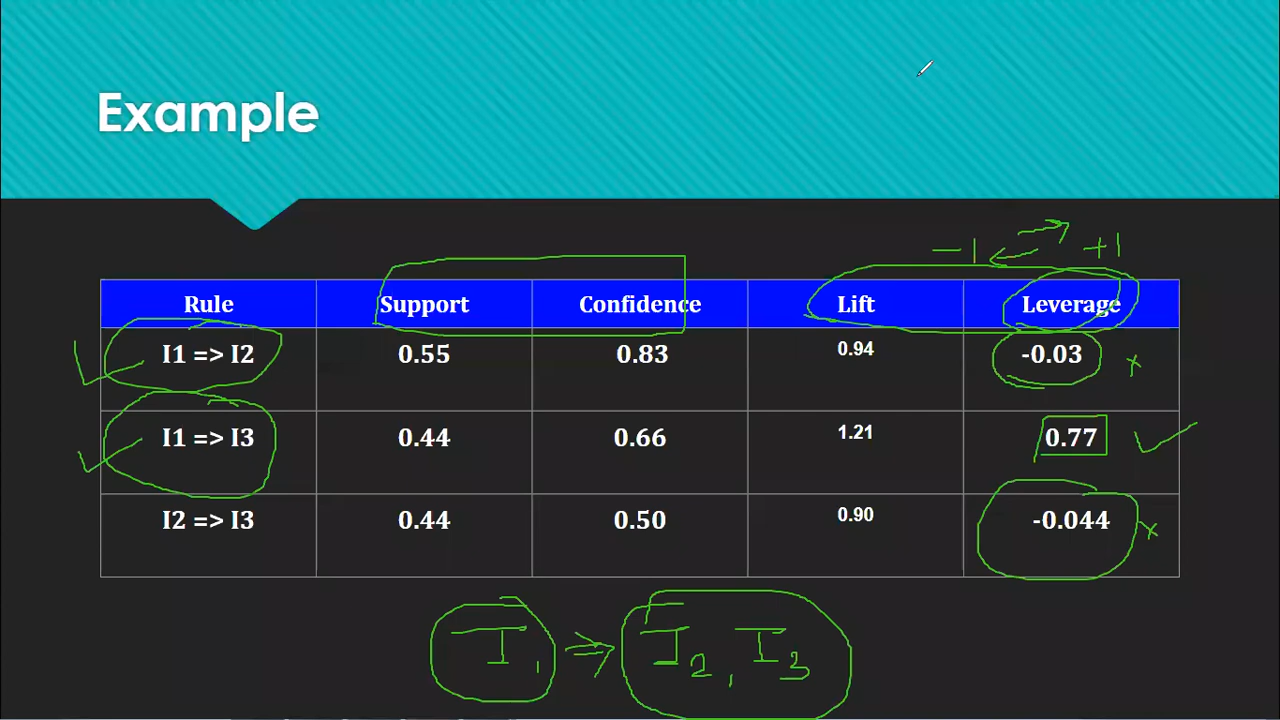 Example
-1 +1
Rule Support Confidence Lift Leverage
I1 => I2 0.55 0.83 0.94 -0.03 x
I1 => I3 0.44 0.66 1.21 0.77
I2 => I3 0.44 0.50 0.90 -0.044 x
I1 => I2, I3